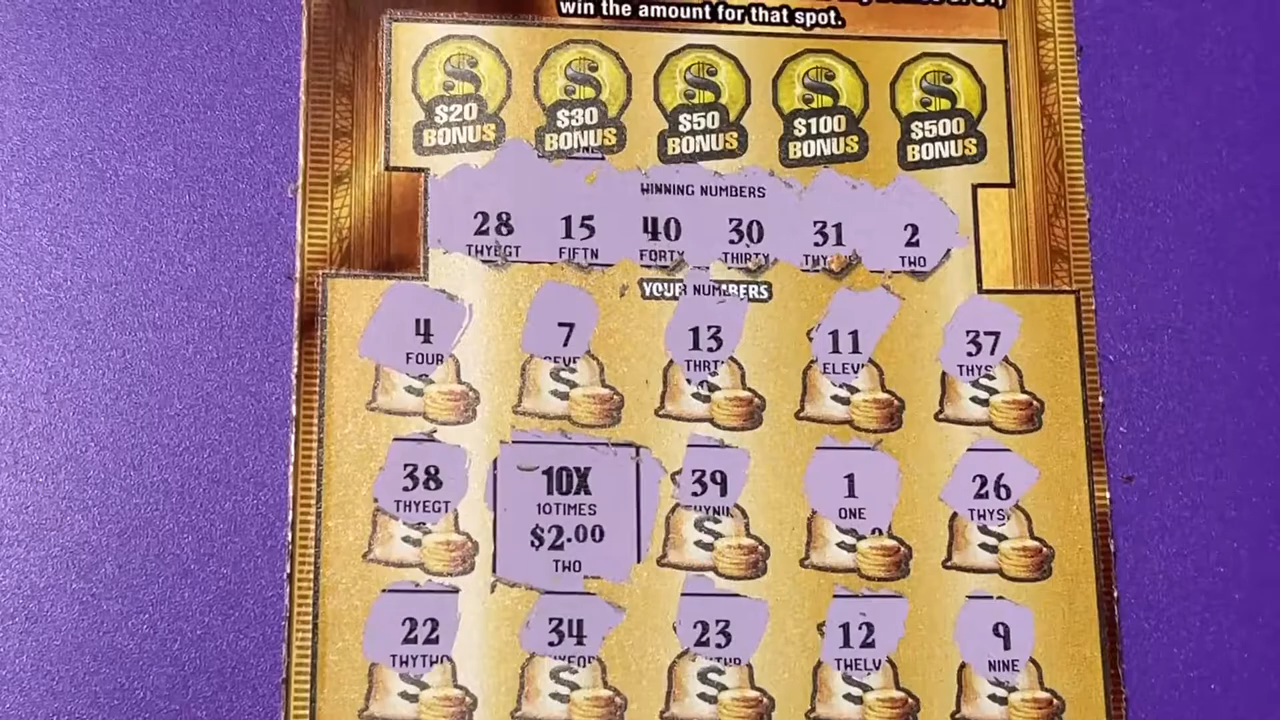 win the amount for that spot.
$20 $30 $50 $100 $500
BONUS BONUS BONUS BONUS BONUS
WINNING NUMBERS
28 15 40 30 31 2
THYEGT FIFTN FORTY THIRTY TWO
YOUR NUMBERS
4 7 13 11 37
FOUR
38 10X 39 1 26
THYEGT 10TIMES ONE
$2.00
TWO
22 34 23 12 9
THYTWO TWELV NINE